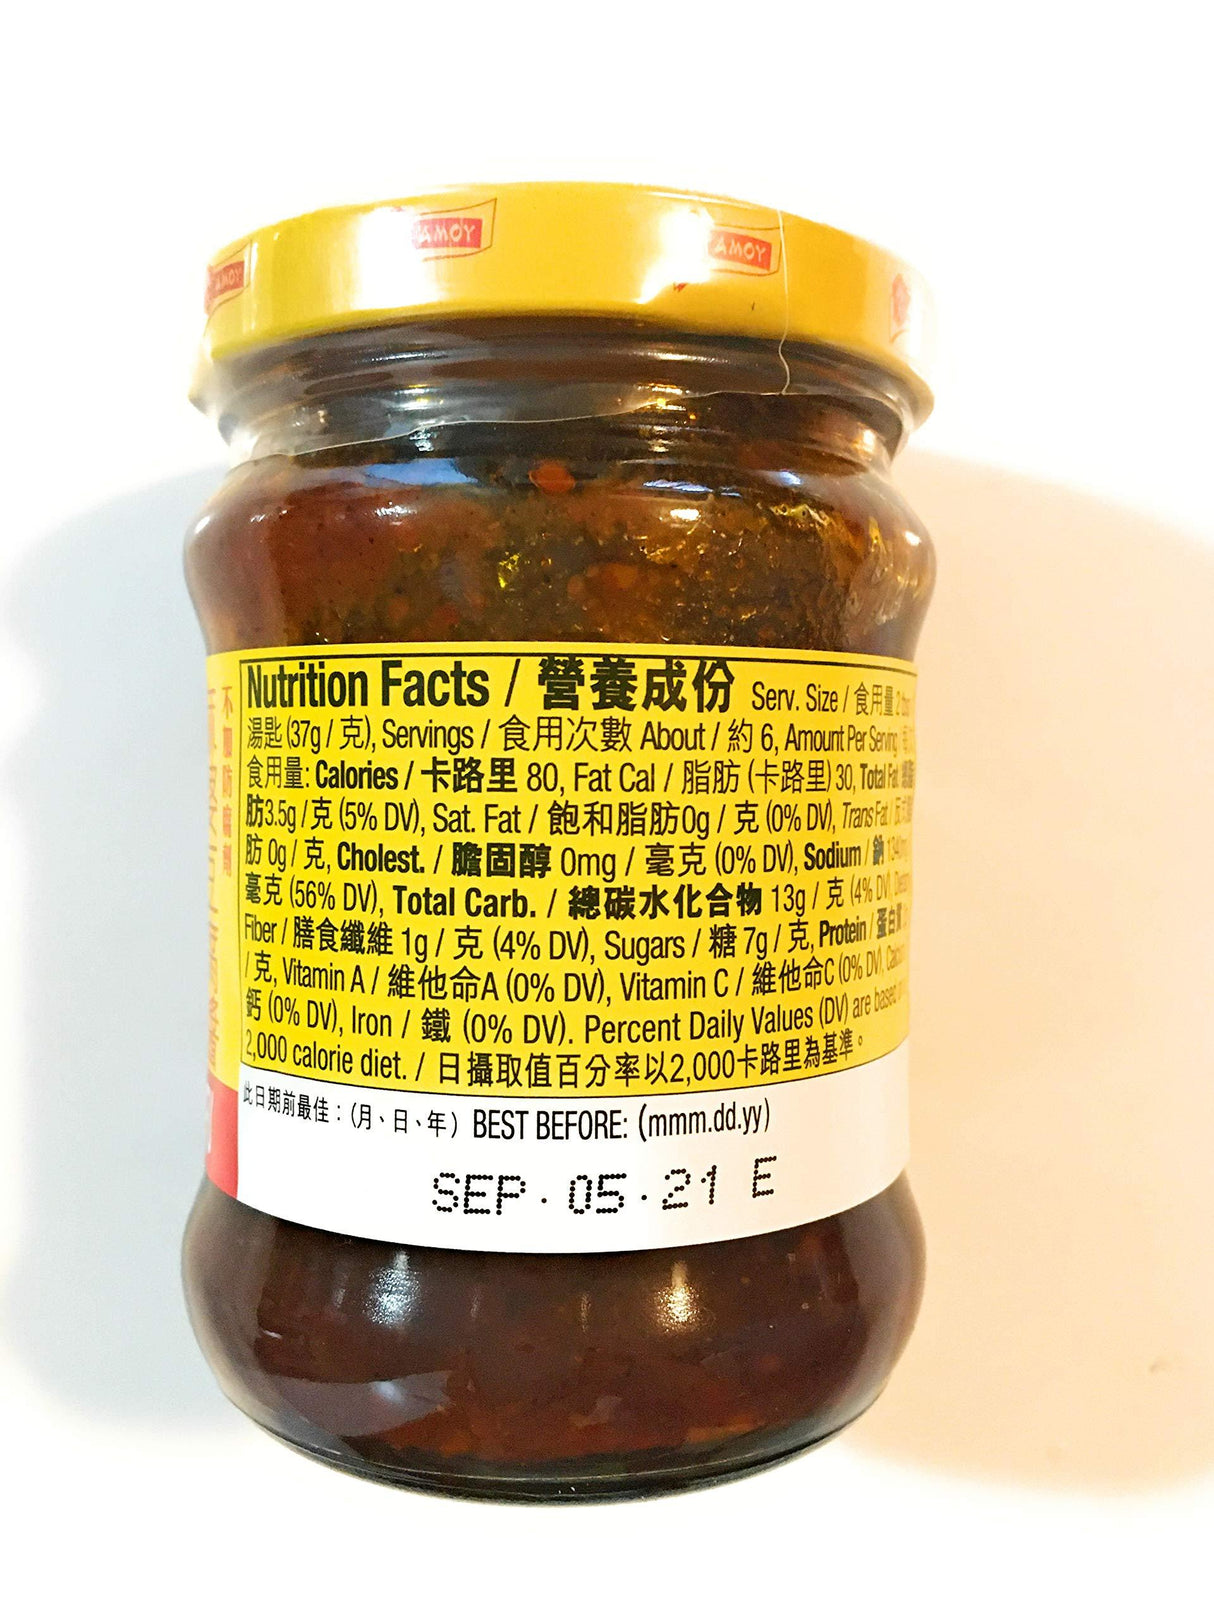 AMOY
AMOY
AMOY
不加防腐劑
Nutrition Facts / 營養成份 Serv. Size / 食用量 2
湯匙 (37g / 克), Servings / 食用次數 About / 約 6, Amount Per Serving
食用量: Calories / 卡路里 80, Fat Cal / 脂肪 (卡路里) 30, Total Fat
肪3.5g / 克 (5% DV), Sat. Fat / 飽和脂肪0g / 克 (0% DV), Trans Fat /
肪 0g / 克, Cholest. / 膽固醇 0mg / 毫克 (0% DV), Sodium / 鈉
毫克 (56% DV), Total Carb. / 總碳水化合物 13g / 克 (4% DV),
Fiber / 膳食纖維 1g / 克 (4% DV), Sugars / 糖 7g / 克, Protein / 蛋白質
/ 克, Vitamin A / 維他命A (0% DV), Vitamin C / 維他命C (0% DV),
鈣 (0% DV), Iron / 鐵 (0% DV). Percent Daily Values (DV) are based
2,000 calorie diet. / 日攝取值百分率以2,000卡路里為基準。
此日期前最佳：(月、日、年) BEST BEFORE: (mmm.dd.yy)
SEP.05.21 E